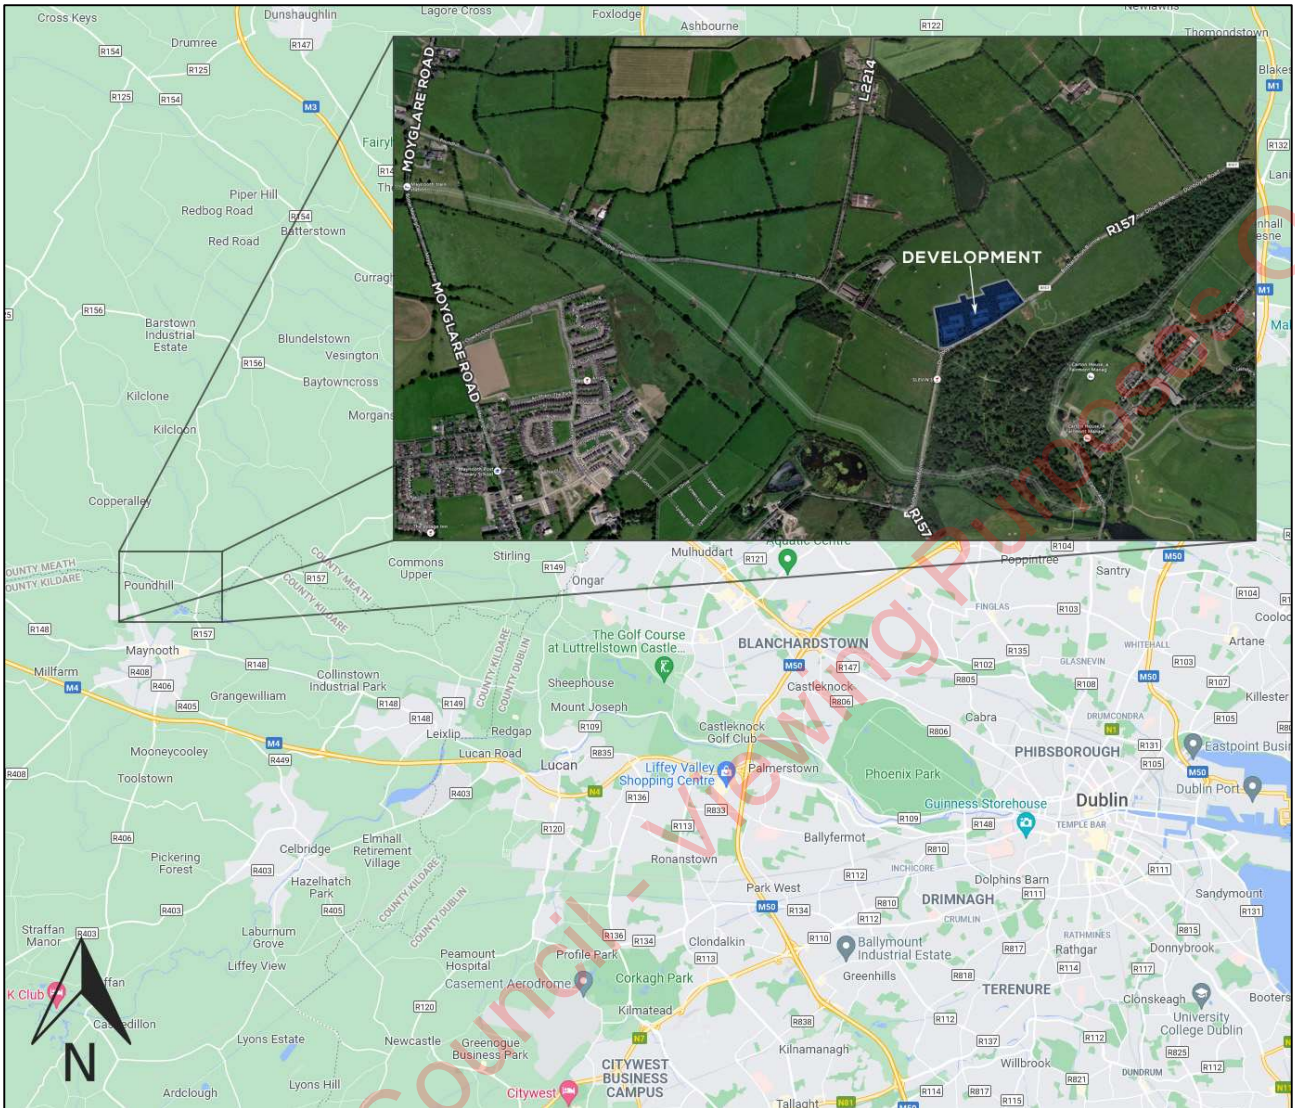 Cross Keys
Dunshaughlin
Lagore Cross
Foxlodge
Ashbourne
R122
Thomondstown
R154
Drumree
R147
R125
Blakes
M1
R125
R154
M3
R132
Piper Hill
Redbog Road
R154
Batterstown
Red Road
R156
Barstown
Industrial
Estate
Blundelstown
Vesington
R156
Baytowncross
Kilclone
Kilcloon
Copperalley
MOYGLARE ROAD
L2214
R157
DEVELOPMENT
MOYGLARE ROAD
R157
M1
COUNTY MEATH
COUNTY KILDARE
Poundhill
COUNTY MEATH
COUNTY KILDARE
R157
Commons
Upper
Stirling
R149
Ongar
Mulhuddart
R121
Aquatic Centre
R104
Poppintree
Santry
M50
R104
FINGLAS
R103
R148
R157
Maynooth
R148
Millfarm
M4
R408
R406
R405
Grangewilliam
Collinstown
Industrial Park
R148
R149
R148
Leixlip
COUNTY KILDARE
COUNTY DUBLIN
The Golf Course
at Luttrellstown Castle...
Sheephouse
Mount Joseph
Redgap
R109
BLANCHARDSTOWN
M50
R147
Castleknock
R806
R102
R135
R805
GLASNEVIN
WHITEHALL
Artane
R103
R108
M50
R107
Killester
Cabra
DRUMCONDRA
R105
Mooneycooley
M4
R449
Toolstown
R408
Lucan Road
R835
Lucan
Castleknock
Golf Club
R806
N1
PHIBSBOROUGH
R131
R105
Liffey Valley
Shopping Centre
Palmerstown
Phoenix Park
M50
Dublin Port
R403
N4
R136
R833
Guinness Storehouse
Dublin
R109
R148
TEMPLE BAR
R406
Celbridge
Elmhall
Retirement
Village
R120
R113
Ballyfermot
R810
Pickering
Forest
R403
Hazelhatch
Park
COUNTY KILDARE
COUNTY DUBLIN
Ronanstown
INCHICORE
R111
R112
Dolphins Barn
R111
R403
R405
Park West
M50
R134
R810
R112
DRIMNAGH
CRUMLIN
Sandymount
R131
Straffan
Manor
R403
Laburnum
Grove
Liffey View
R136
R134
Clondalkin
R113
R110
Ballymount
Industrial Estate
R817
RATHMINES
Rathgar
R815
Donnybrook
Peamount
Hospital
Casement Aerodrome
Profile Park
Corkagh Park
Greenhills
R818
R114
R117
K Club
TERENURE
Clonskeagh
R120
Kilmatead
R838
R112
University
College Dublin
N
Lyons Estate
Newcastle
Greenogue
Business Park
N7
Kilnamanagh
R137
R112
R825
Willbrook
R112
DUNDRUM
Ardclough
Lyons Hill
CITYWEST
BUSINESS
CAMPUS
Citywest
R821
R114
R817
R115
Tallaght
N81
Council - Viewing Purposes